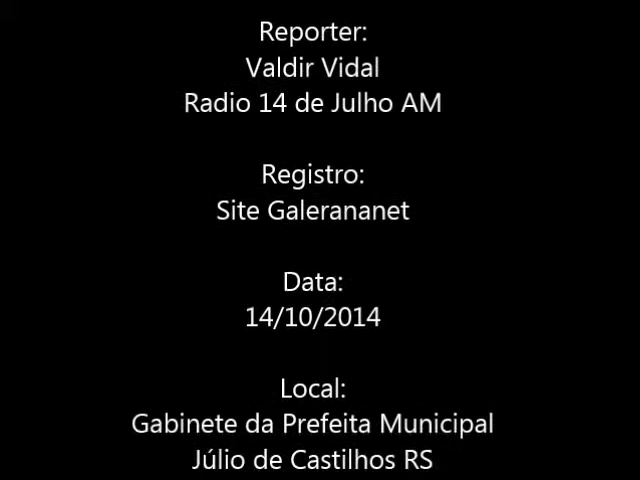 Reporter:
Valdir Vidal
Radio 14 de Julho AM
Registro:
Site Galerananet
Data:
14/10/2014
Local:
Gabinete da Prefeita Municipal
Júlio de Castilhos RS